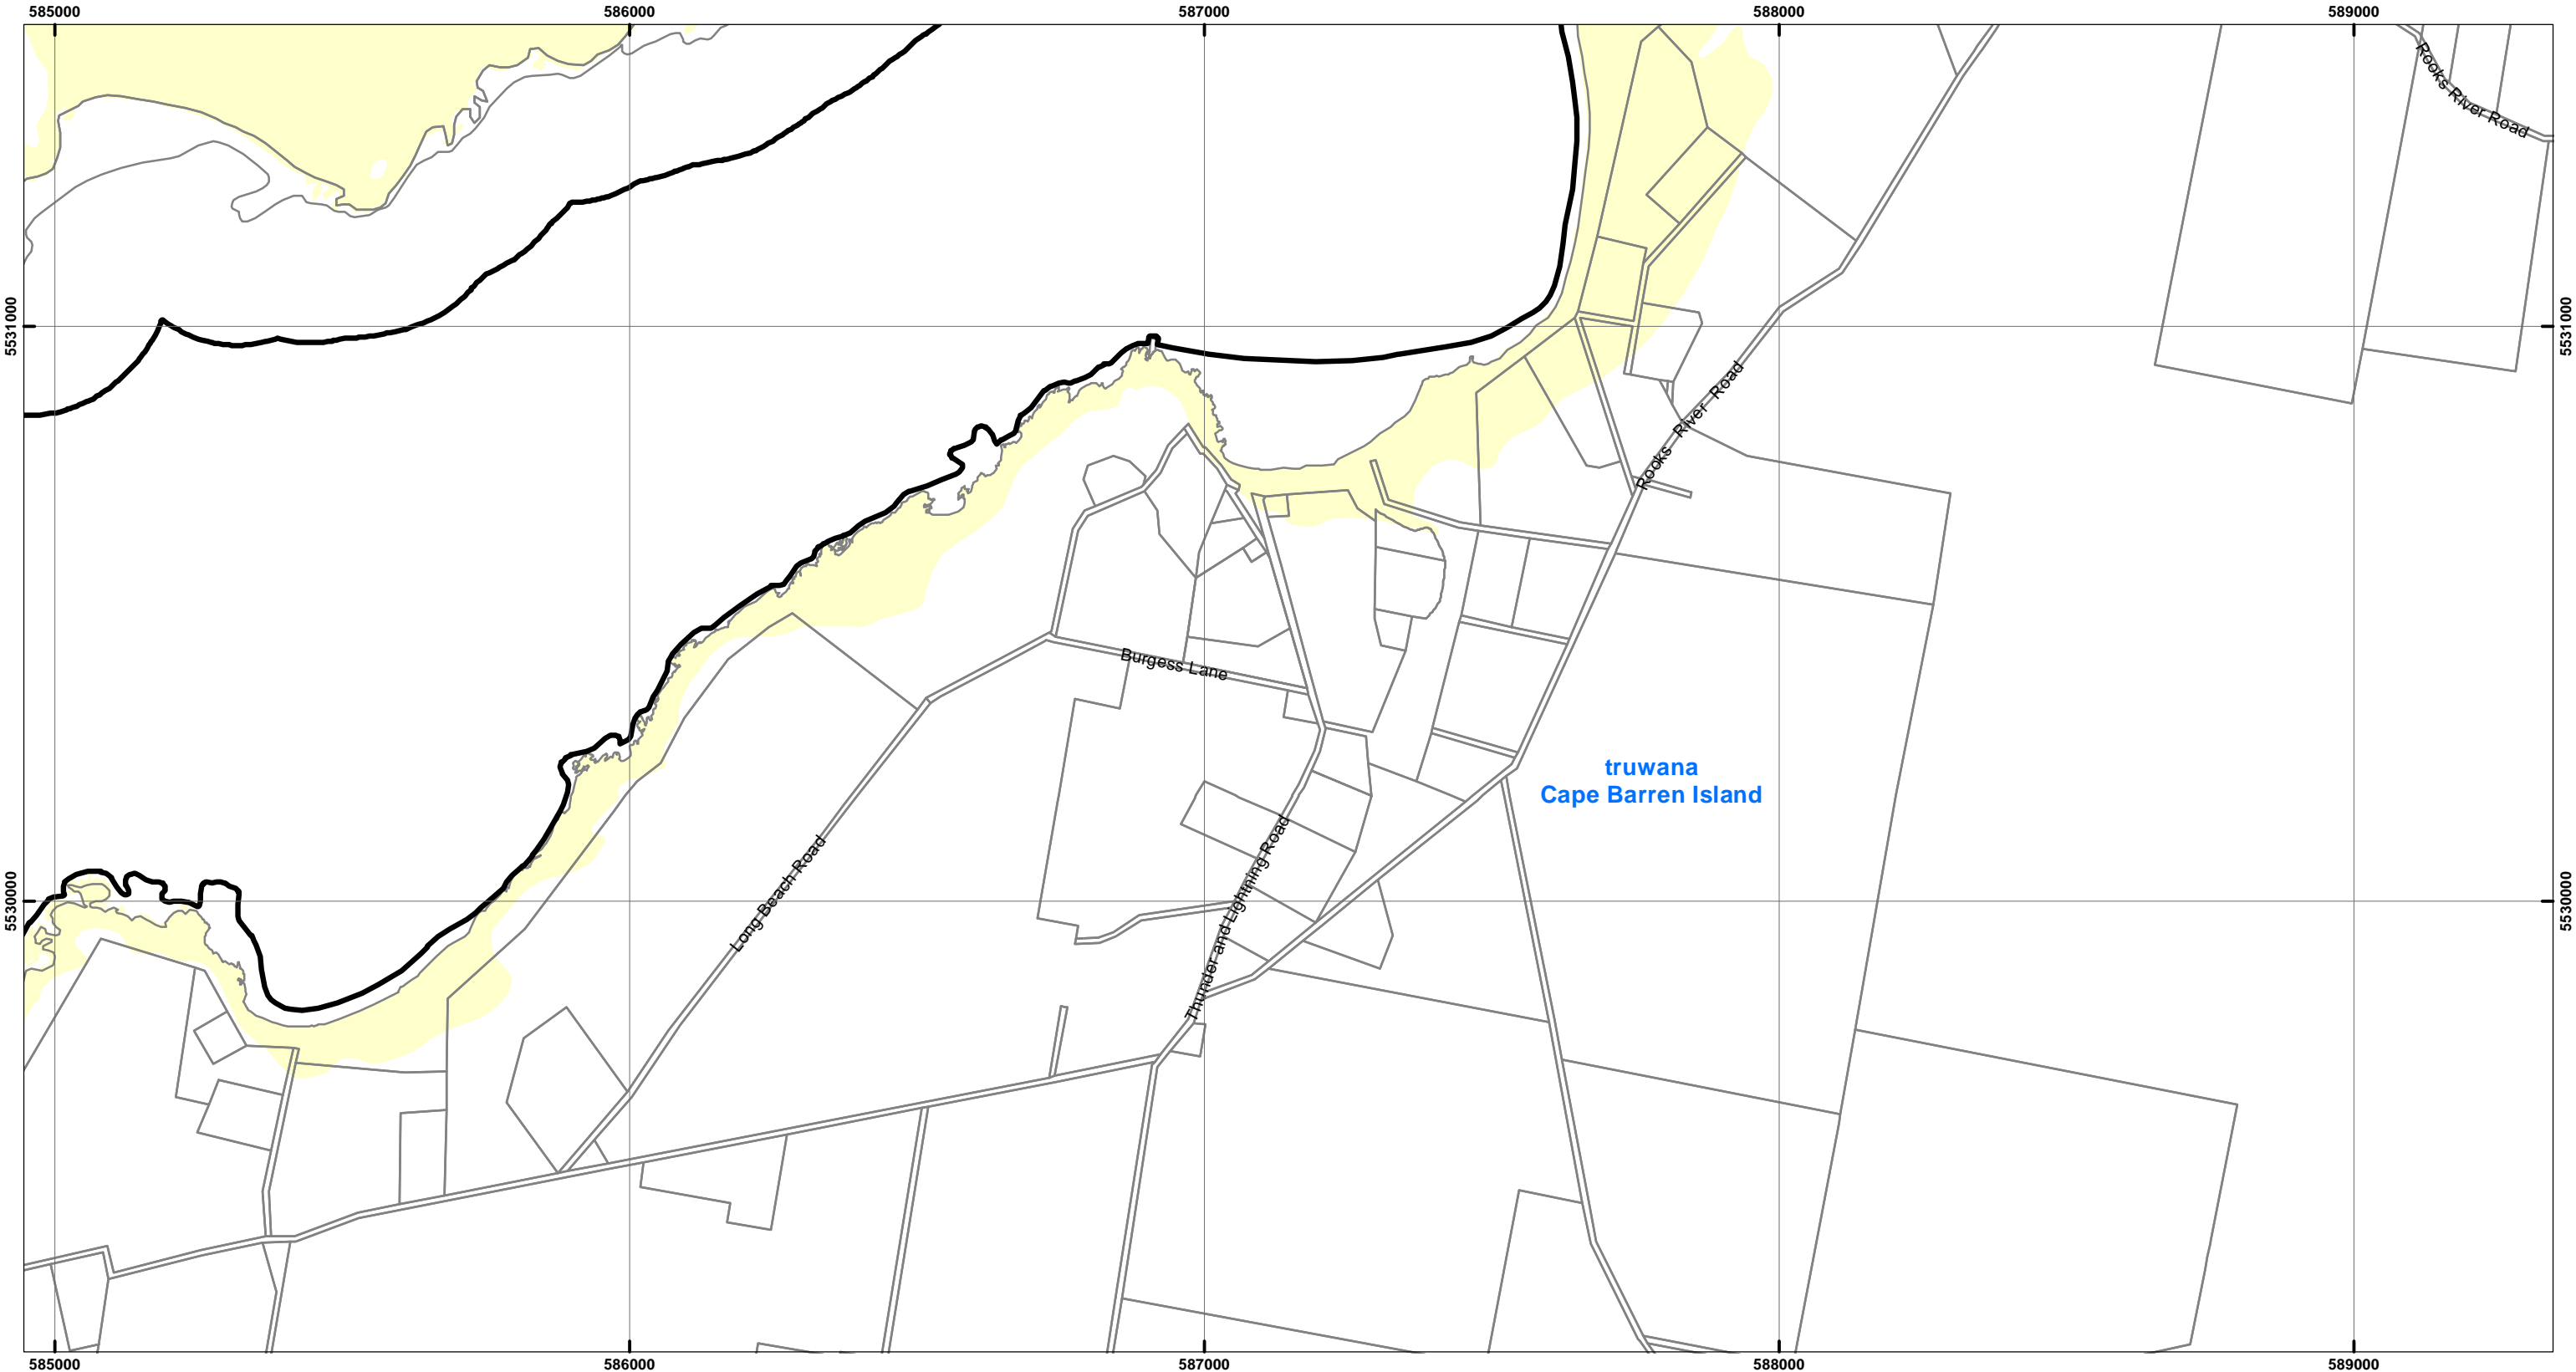 585000 586000 587000 588000 589000
Rooks River Road
5531000 5531000
Rooks River Road
Burgess Lane
truwana
Cape Barren Island
Long Beach Road
Thunder and Lightning Road
5530000 5530000
585000 586000 587000 588000 589000